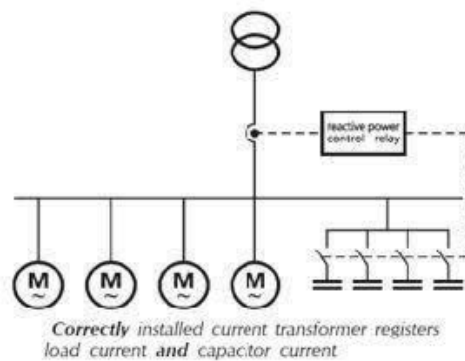 reactive power
control relay
M
~
M
~
M
~
M
~
Correctly installed current transformer registers
load current and capacitor current